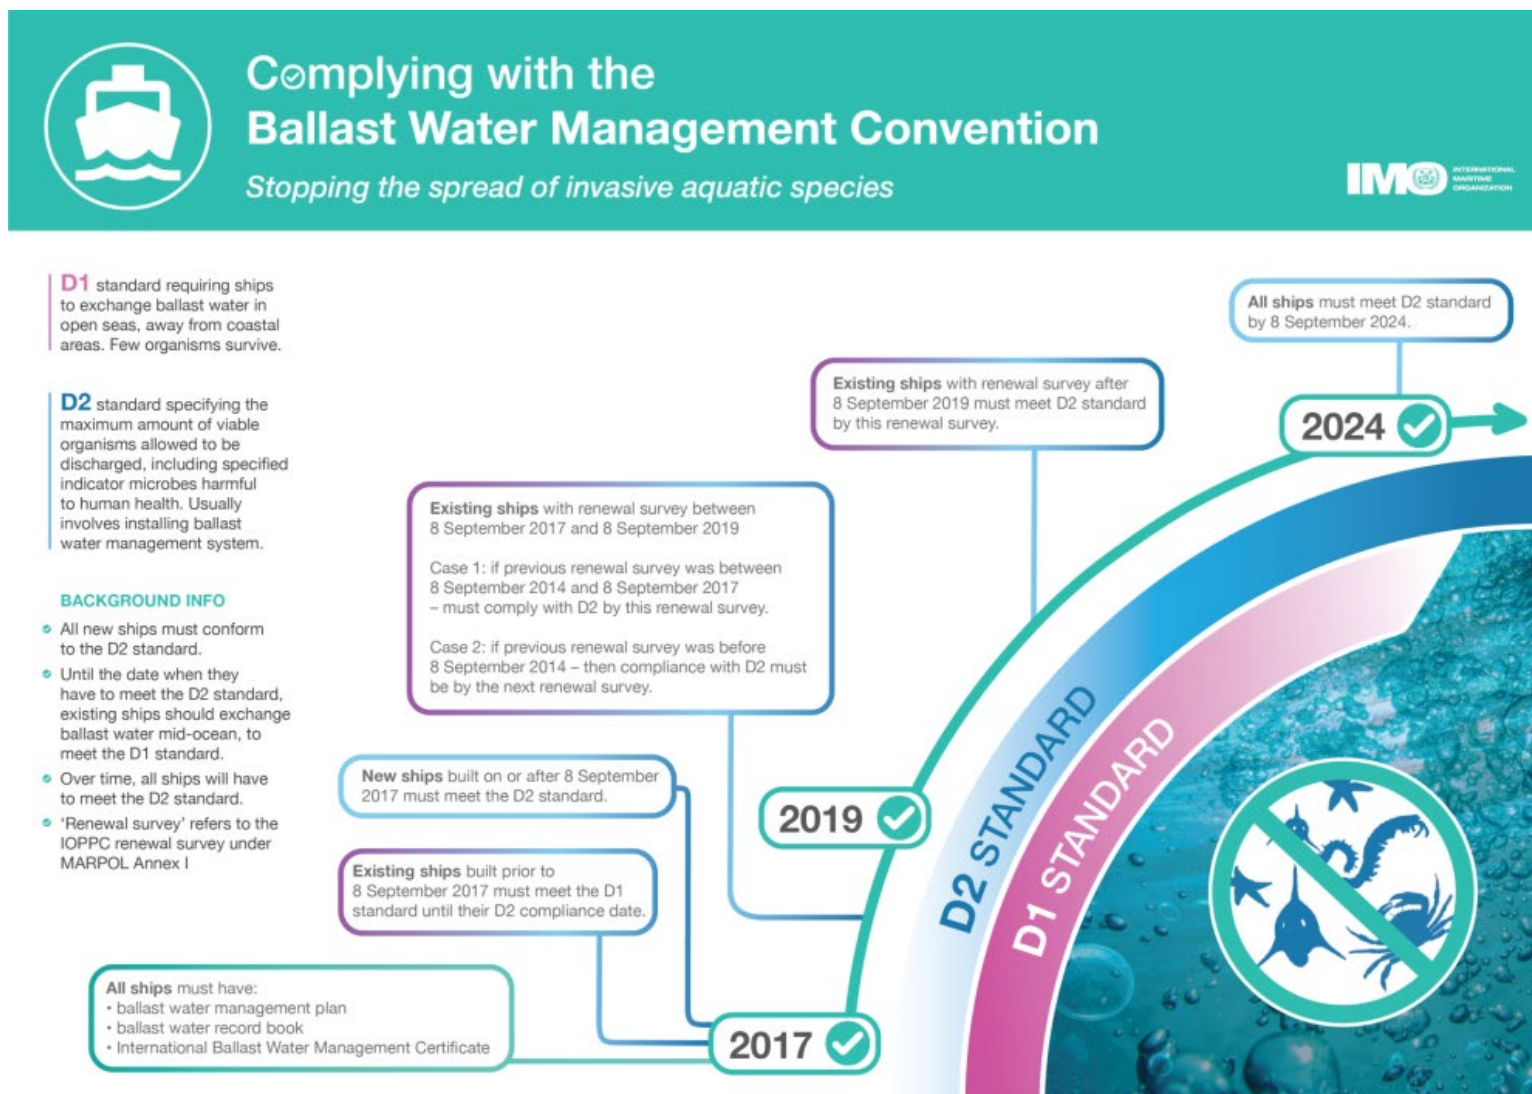 Complying with the
Ballast Water Management Convention
Stopping the spread of invasive aquatic species
IMO
INTERNATIONAL
MARITIME
ORGANIZATION
D1 standard requiring ships
to exchange ballast water in
open seas, away from coastal
areas. Few organisms survive.
D2 standard specifying the
maximum amount of viable
organisms allowed to be
discharged, including specified
indicator microbes harmful
to human health. Usually
involves installing ballast
water management system.
BACKGROUND INFO
All new ships must conform
to the D2 standard.
Until the date when they
have to meet the D2 standard,
existing ships should exchange
ballast water mid-ocean, to
meet the D1 standard.
Over time, all ships will have
to meet the D2 standard.
'Renewal survey' refers to the
IOPPC renewal survey under
MARPOL Annex I
All ships must meet D2 standard
by 8 September 2024.
2024
Existing ships with renewal survey after
8 September 2019 must meet D2 standard
by this renewal survey.
Existing ships with renewal survey between
8 September 2017 and 8 September 2019
Case 1: if previous renewal survey was between
8 September 2014 and 8 September 2017
– must comply with D2 by this renewal survey.
Case 2: if previous renewal survey was before
8 September 2014 – then compliance with D2 must
be by the next renewal survey.
2019
New ships built on or after 8 September
2017 must meet the D2 standard.
Existing ships built prior to
8 September 2017 must meet the D1
standard until their D2 compliance date.
All ships must have:
• ballast water management plan
• ballast water record book
• International Ballast Water Management Certificate
2017
D2 STANDARD
D1 STANDARD